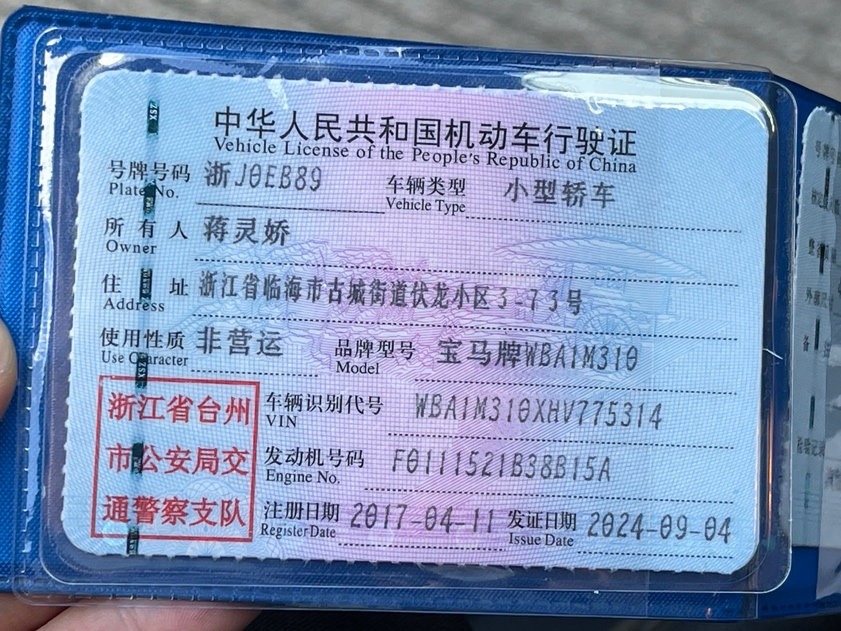 中华人民共和国机动车行驶证
Vehicle License of the People's Republic of China
号牌号码 浙J0EB89 车辆类型 小型轿车
Plate No. Vehicle Type
所有人 蒋灵娇
Owner
住址 浙江省临海市古城街道伏龙小区3-73号
Address
使用性质 非营运 品牌型号 宝马牌WBA1M310
Use Character Model
浙江省台州
市公安局交
通警察支队
车辆识别代号 WBA1M310XHV775314
VIN
发动机号码 F0111521B38B15A
Engine No.
注册日期 2017-04-11 发证日期 2024-09-04
Register Date Issue Date